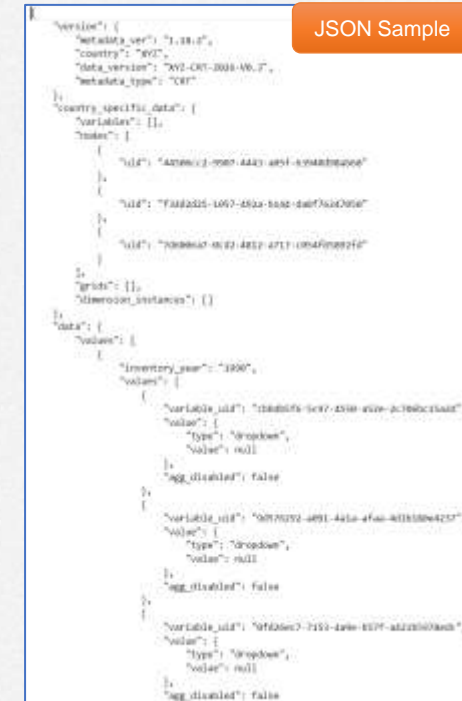 JSON Sample
{
"version": {
"metadata_ver":
"country": "XYZ",
"data_version":
"metadata_type": "CRT"
},
"country_specific_data": {
"variables": [],
"nodes": [
{
"uid":
},
{
"uid":
},
{
"uid":
}
],
"grids": [],
"dimension_instances": []
},
"data": {
"values": [
{
"inventory_year": "1990",
"values": [
{
"variable_uid":
"value": {
"type": "dropdown",
"value": null
},
"agg_disabled": false
},
{
"variable_uid":
"value": {
"type": "dropdown",
"value": null
},
"agg_disabled": false
},
{
"variable_uid":
"value": {
"type": "dropdown",
"value": null
},
"agg_disabled": false